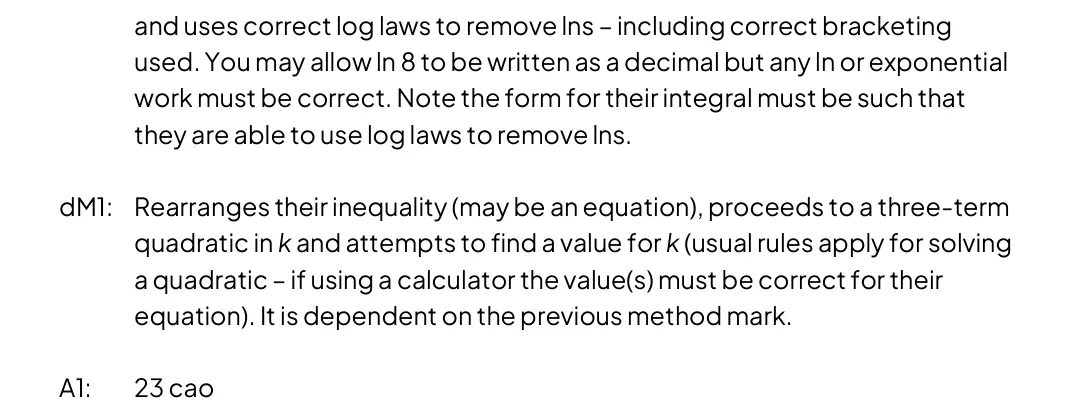 and uses correct log laws to remove lns – including correct bracketing
used. You may allow ln 8 to be written as a decimal but any ln or exponential
work must be correct. Note the form for their integral must be such that
they are able to use log laws to remove lns.
dM1: Rearranges their inequality (may be an equation), proceeds to a three-term
quadratic in k and attempts to find a value for k (usual rules apply for solving
a quadratic – if using a calculator the value(s) must be correct for their
equation). It is dependent on the previous method mark.
A1: 23 cao